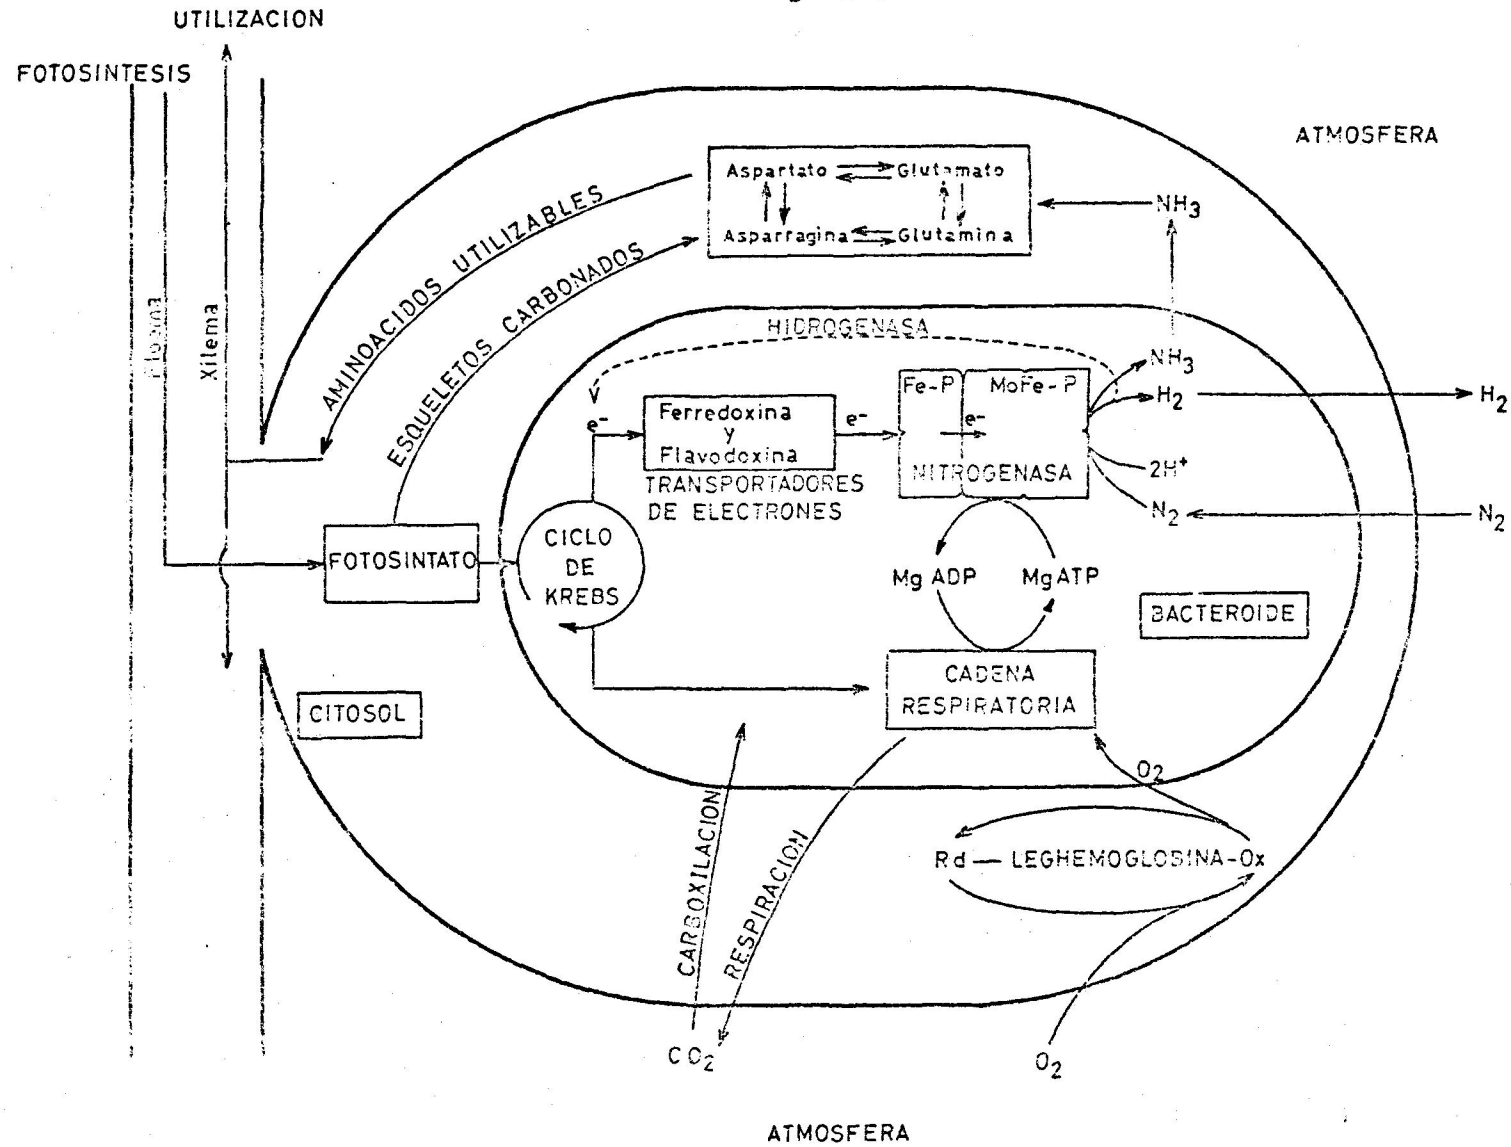 UTILIZACION
FOTOSINTESIS
ATMOSFERA
Aspartato
Glutamato
Asparragina
Glutamina
NH3
AMINOACIDOS UTILIZABLES
ESQUELETOS CARBONADOS
Floema
Xilema
HIDROGENASA
NH3
Fe-P
MoFe-P
H2
H2
e-
Ferredoxina
y
Flavodoxina
e-
e-
NITROGENASA
2H+
TRANSPORTADORES
DE ELECTRONES
N2
N2
FOTOSINTATO
CICLO
DE
KREBS
Mg ADP
Mg ATP
BACTEROIDE
CADENA
RESPIRATORIA
CITOSOL
O2
CARBOXILACION
RESPIRACION
Rd — LEGHEMOGLOBINA-Ox
CO2
O2
ATMOSFERA